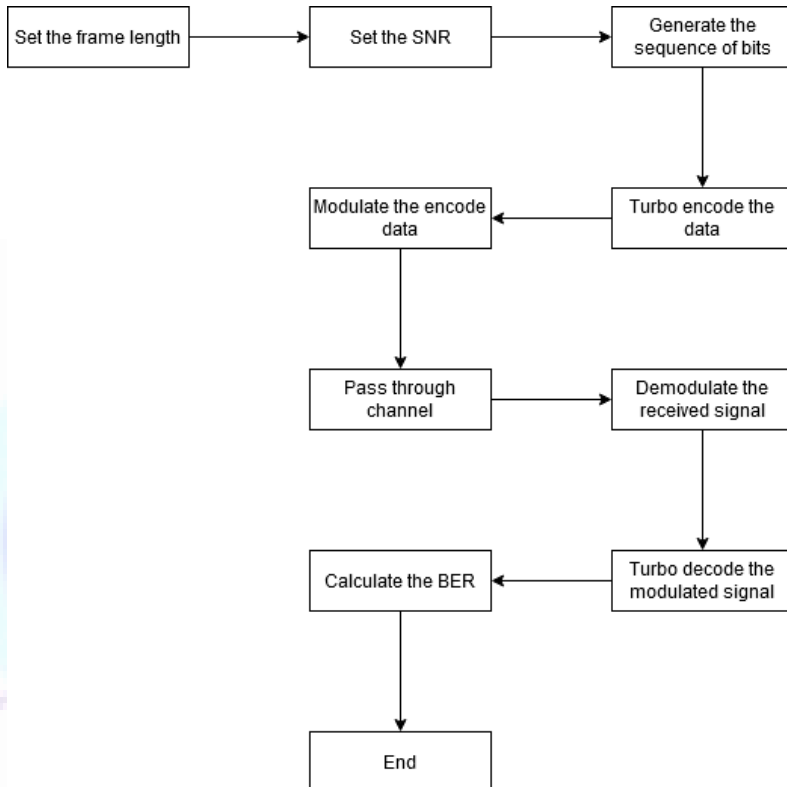 Set the frame length
Set the SNR
Generate the
sequence of bits
Turbo encode the
data
Modulate the encode
data
Pass through
channel
Demodulate the
received signal
Turbo decode the
modulated signal
Calculate the BER
End